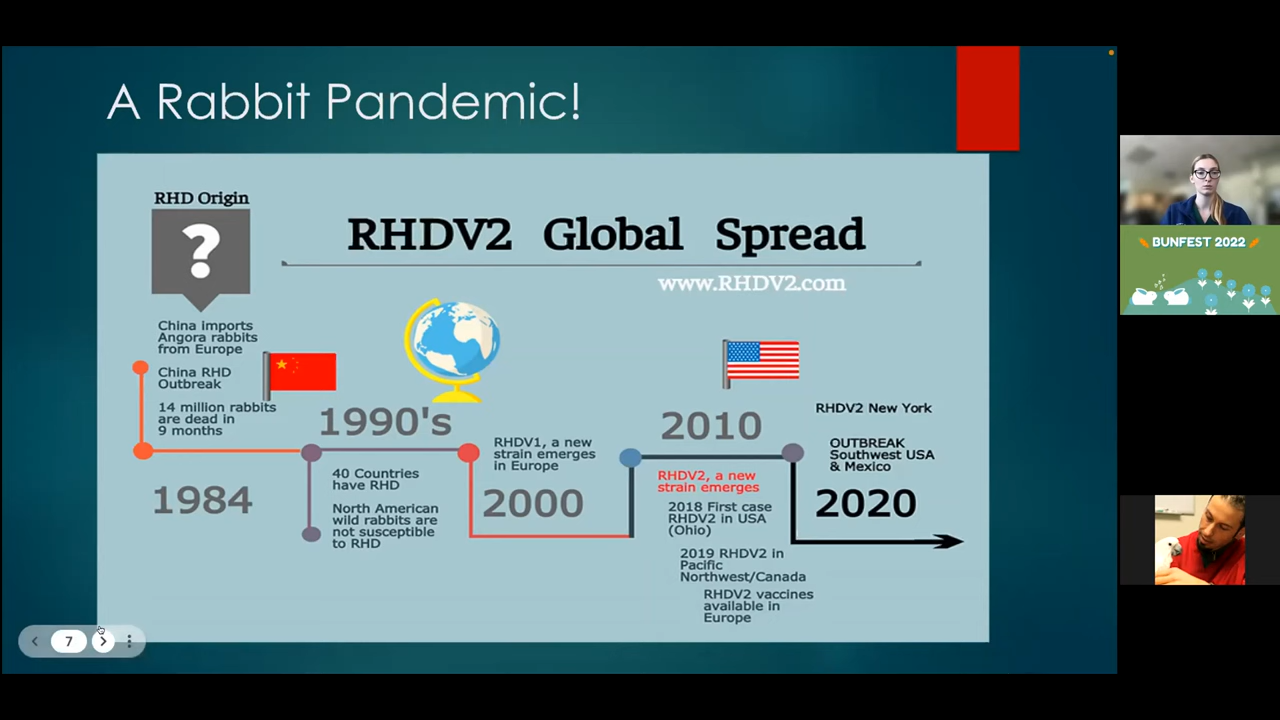 A Rabbit Pandemic!
RHD Origin
?
RHDV2 Global Spread
www.RHDV2.com
China imports
Angora rabbits
from Europe
China RHD
Outbreak
14 million rabbits
are dead in
9 months
1984
1990's
40 Countries
have RHD
North American
wild rabbits are
not susceptible
to RHD
RHDV1, a new
strain emerges
in Europe
2000
2010
RHDV2, a new
strain emerges
2018 First case
RHDV2 in USA
(Ohio)
2019 RHDV2 in
Pacific
Northwest/Canada
RHDV2 vaccines
available in
Europe
RHDV2 New York
OUTBREAK
Southwest USA
& Mexico
2020
7
BUNFEST 2022